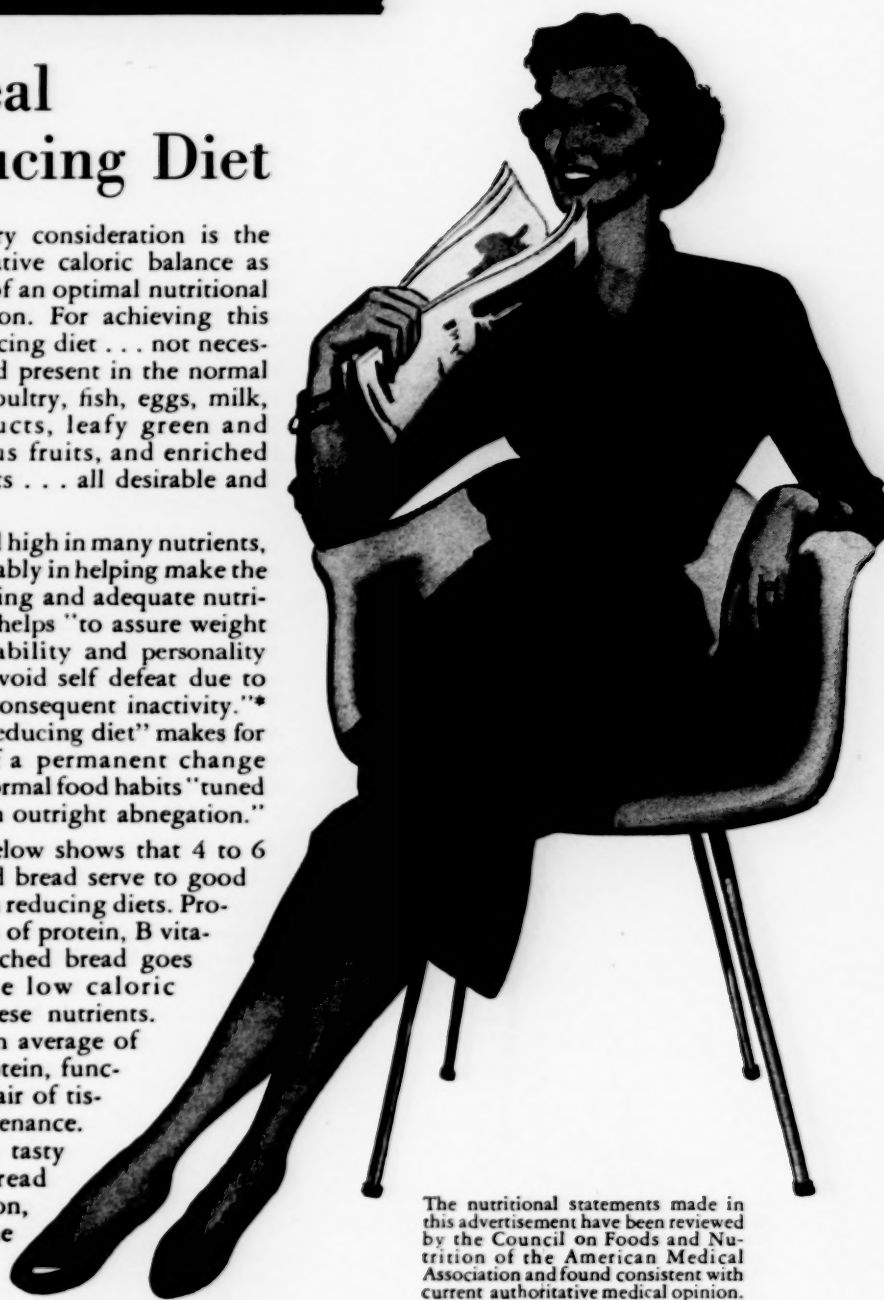 eal
ucing Diet
ry consideration is the
ative caloric balance as
of an optimal nutritional
on. For achieving this
cing diet . . . not neces-
d present in the normal
oultry, fish, eggs, milk,
ucts, leafy green and
us fruits, and enriched
ts . . . all desirable and
l high in many nutrients,
ably in helping make the
ing and adequate nutri-
helps "to assure weight
ability and personality
void self defeat due to
onsequent inactivity."*
educing diet" makes for
f a permanent change
ormal food habits "tuned
n outright abnegation."
elow shows that 4 to 6
d bread serve to good
reducing diets. Pro-
of protein, B vita-
ched bread goes
e low caloric
ese nutrients.
n average of
tein, func-
air of tis-
enance.
tasty
read
on,
e
The nutritional statements made in
this advertisement have been reviewed
by the Council on Foods and Nu-
trition of the American Medical
Association and found consistent with
current authoritative medical opinion.